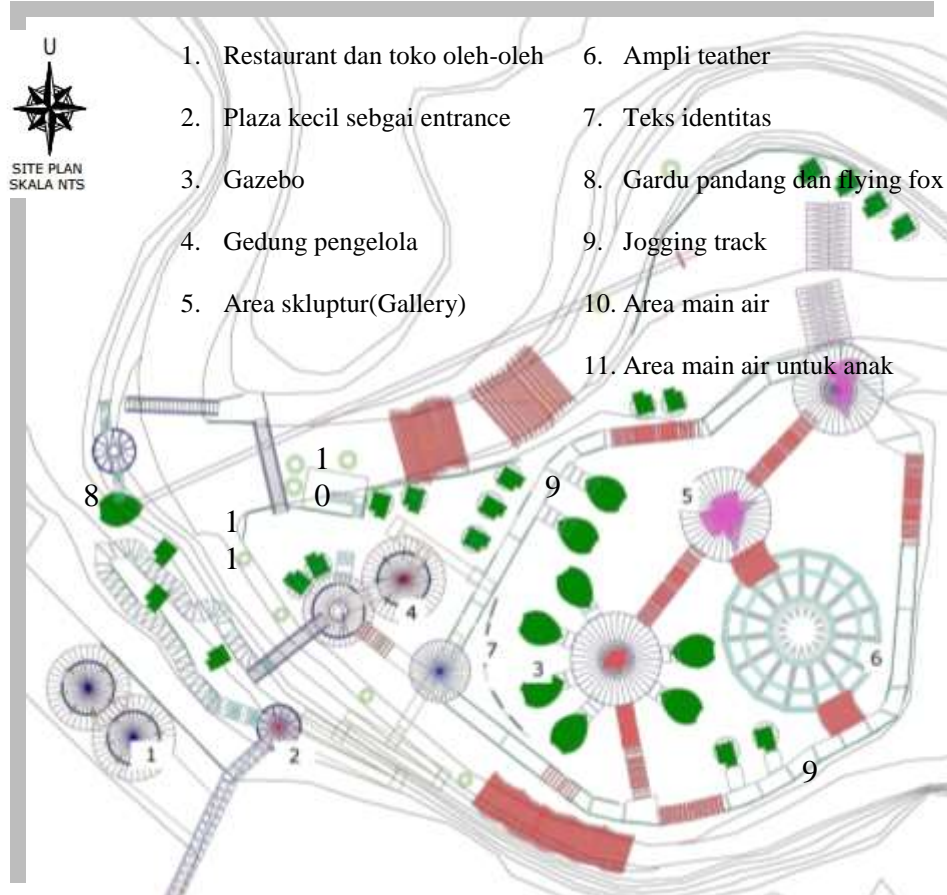 U
SITE PLAN
SKALA NTS
1. Restaurant dan toko oleh-oleh
2. Plaza kecil sebgai entrance
3. Gazebo
4. Gedung pengelola
5. Area skluptur(Gallery)
6. Ampli teather
7. Teks identitas
8. Gardu pandang dan flying fox
9. Jogging track
10. Area main air
11. Area main air untuk anak
8
1
0
1
1
9
5
4
7
3
6
1
2
9